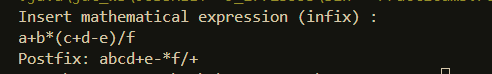 Insert mathematical expression (infix) :
a+b*(c+d-e)/f
Postfix: abcd+e-*f/+